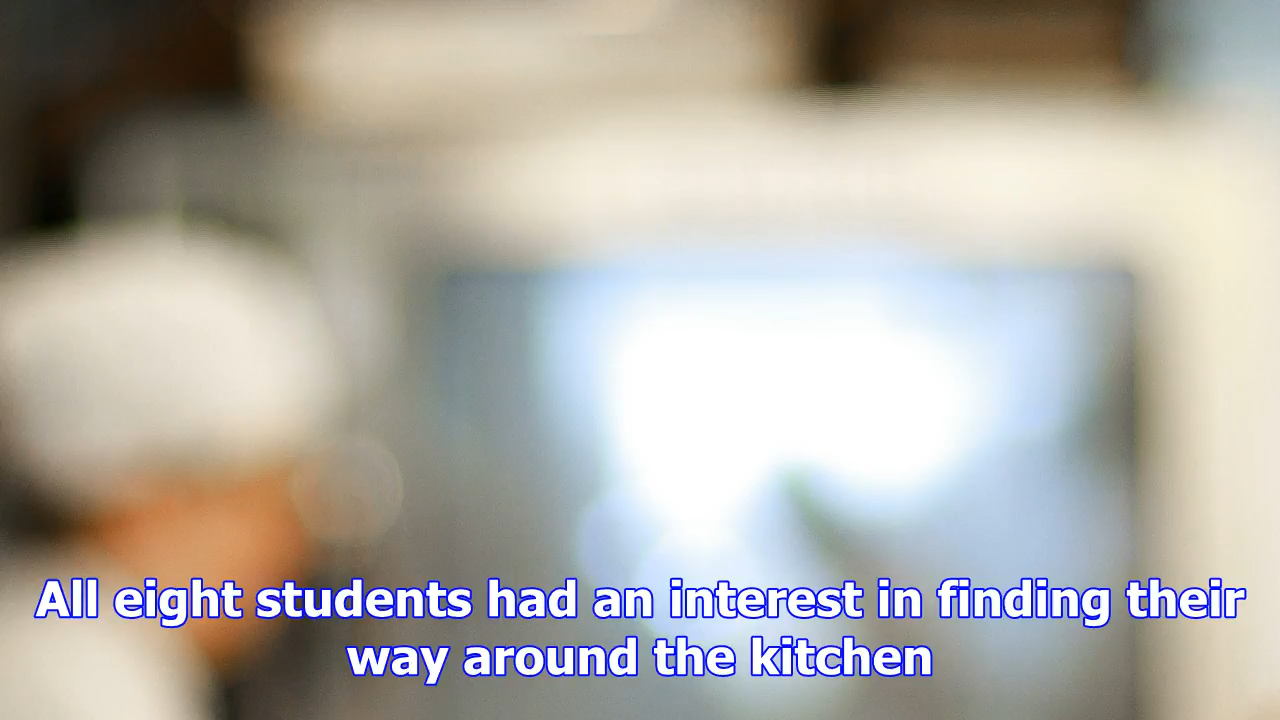 All eight students had an interest in finding their
way around the kitchen